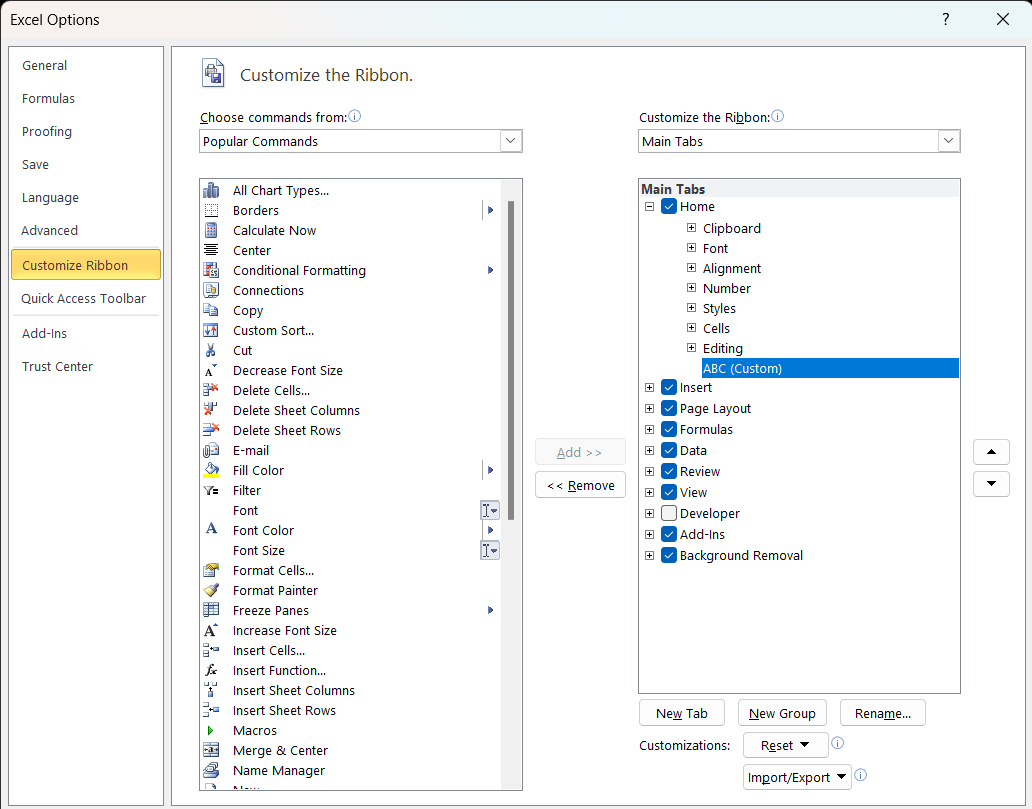 Excel Options
?
General
Formulas
Proofing
Save
Language
Advanced
Customize Ribbon
Quick Access Toolbar
Add-Ins
Trust Center
Customize the Ribbon.
Choose commands from:
Popular Commands
All Chart Types...
Borders
Calculate Now
Center
Conditional Formatting
Connections
Copy
Custom Sort...
Cut
Decrease Font Size
Delete Cells...
Delete Sheet Columns
Delete Sheet Rows
E-mail
Fill Color
Filter
Font
Font Color
Font Size
Format Cells...
Format Painter
Freeze Panes
Increase Font Size
Insert Cells...
Insert Function...
Insert Sheet Columns
Insert Sheet Rows
Macros
Merge & Center
Name Manager
Add >>
<< Remove
Customize the Ribbon:
Main Tabs
Main Tabs
Home
Clipboard
Font
Alignment
Number
Styles
Cells
Editing
ABC (Custom)
Insert
Page Layout
Formulas
Data
Review
View
Developer
Add-Ins
Background Removal
New Tab
New Group
Rename...
Customizations:
Reset
Import/Export